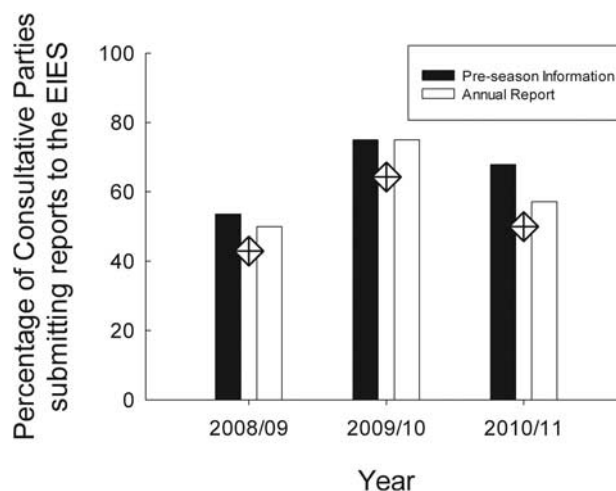 Percentage of Consultative Parties
submitting reports to the EIES
100
80
60
40
20
0
Pre-season Information
Annual Report
2008/09
2009/10
2010/11
Year